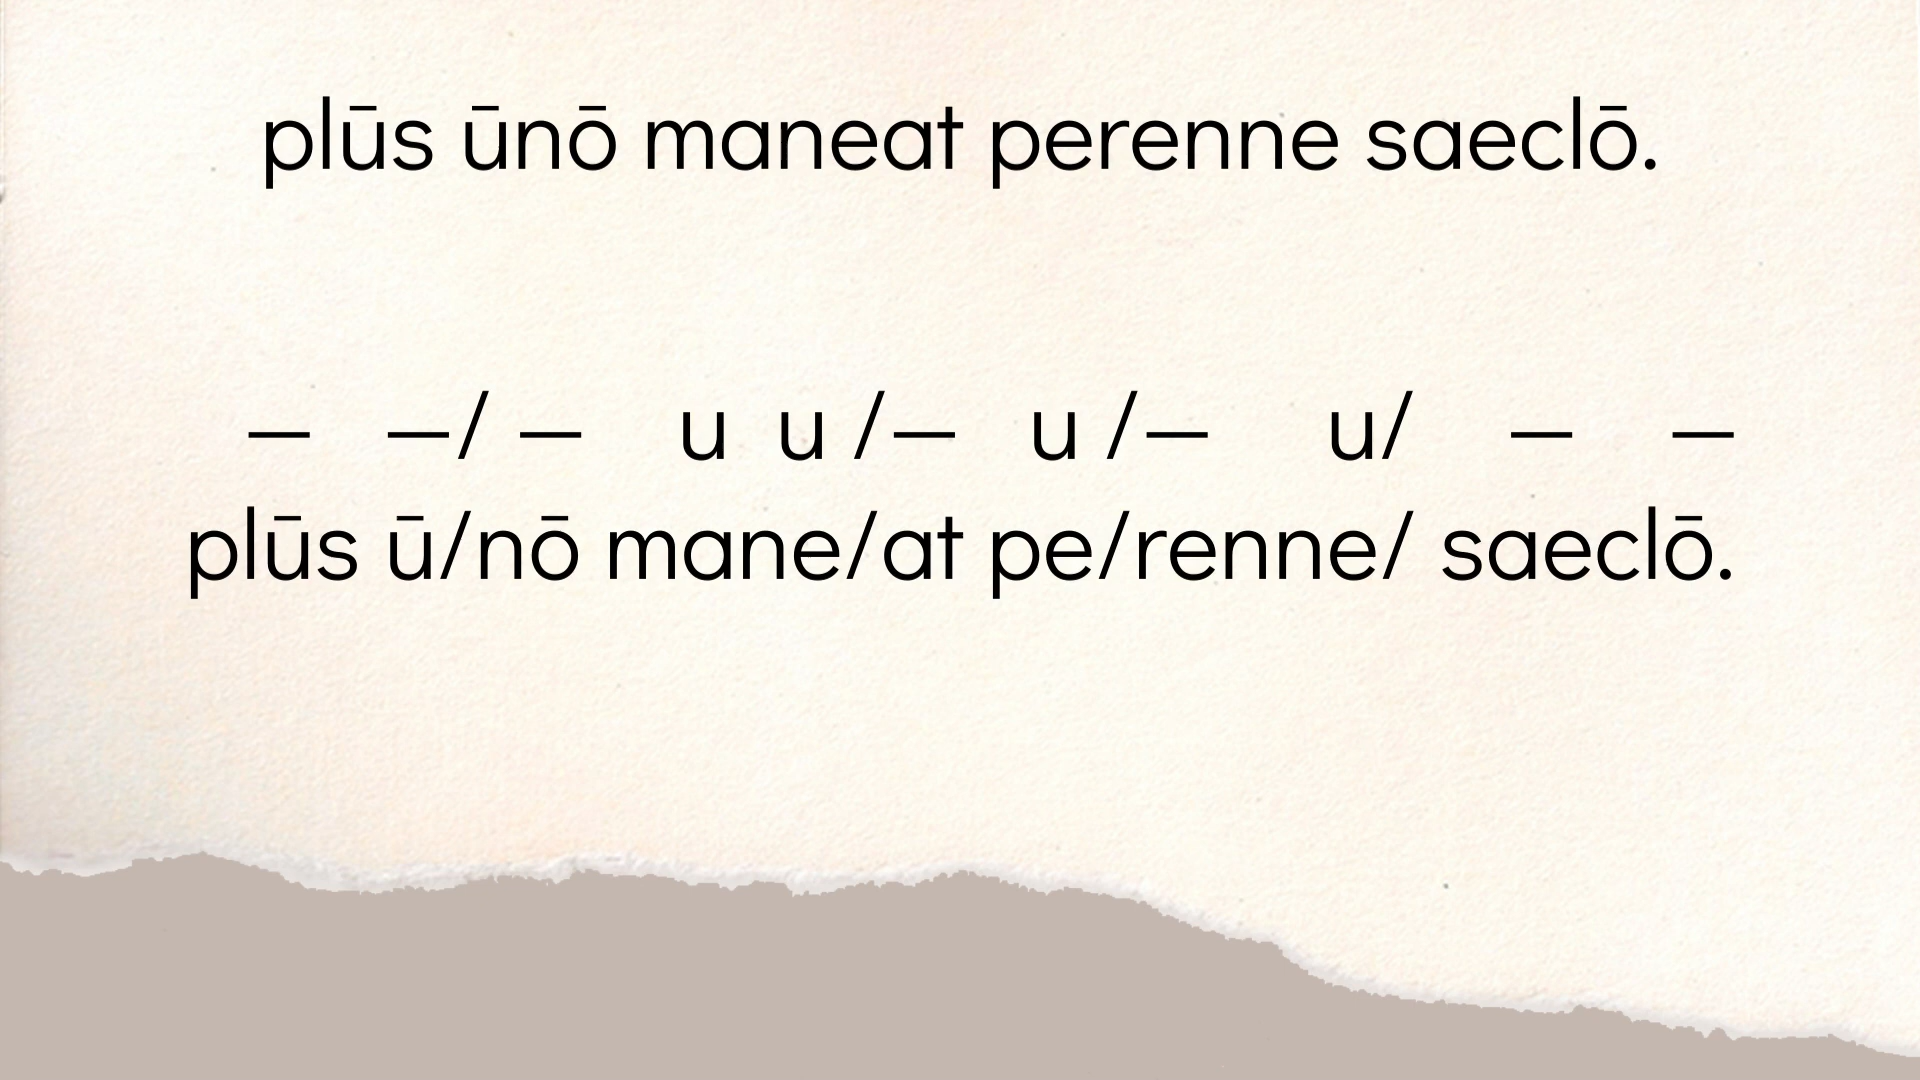 plūs ūnō maneat perenne saeclō.
— —/ — u u /— u /— u/ — —
plūs ū/nō mane/at pe/renne/ saeclō.